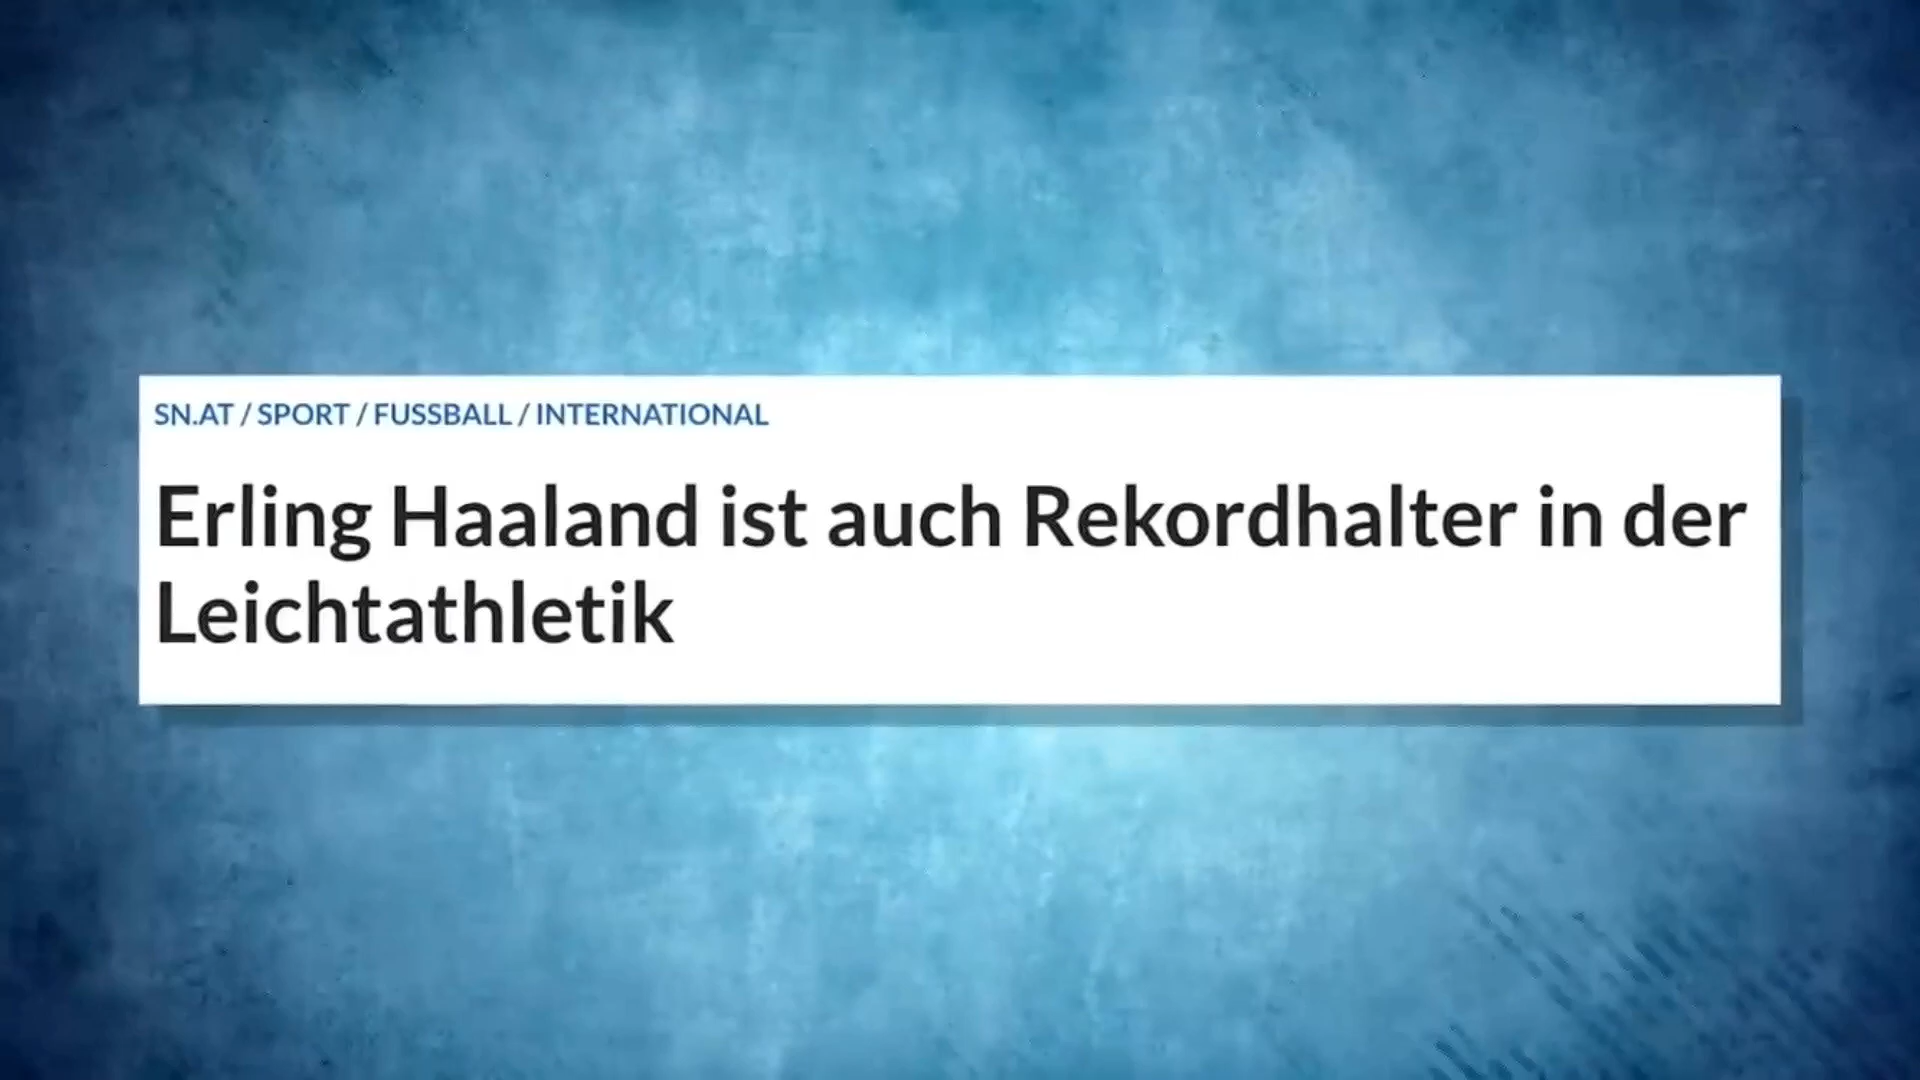 SN.AT / SPORT / FUSSBALL / INTERNATIONAL
Erling Haaland ist auch Rekordhalter in der
Leichtathletik